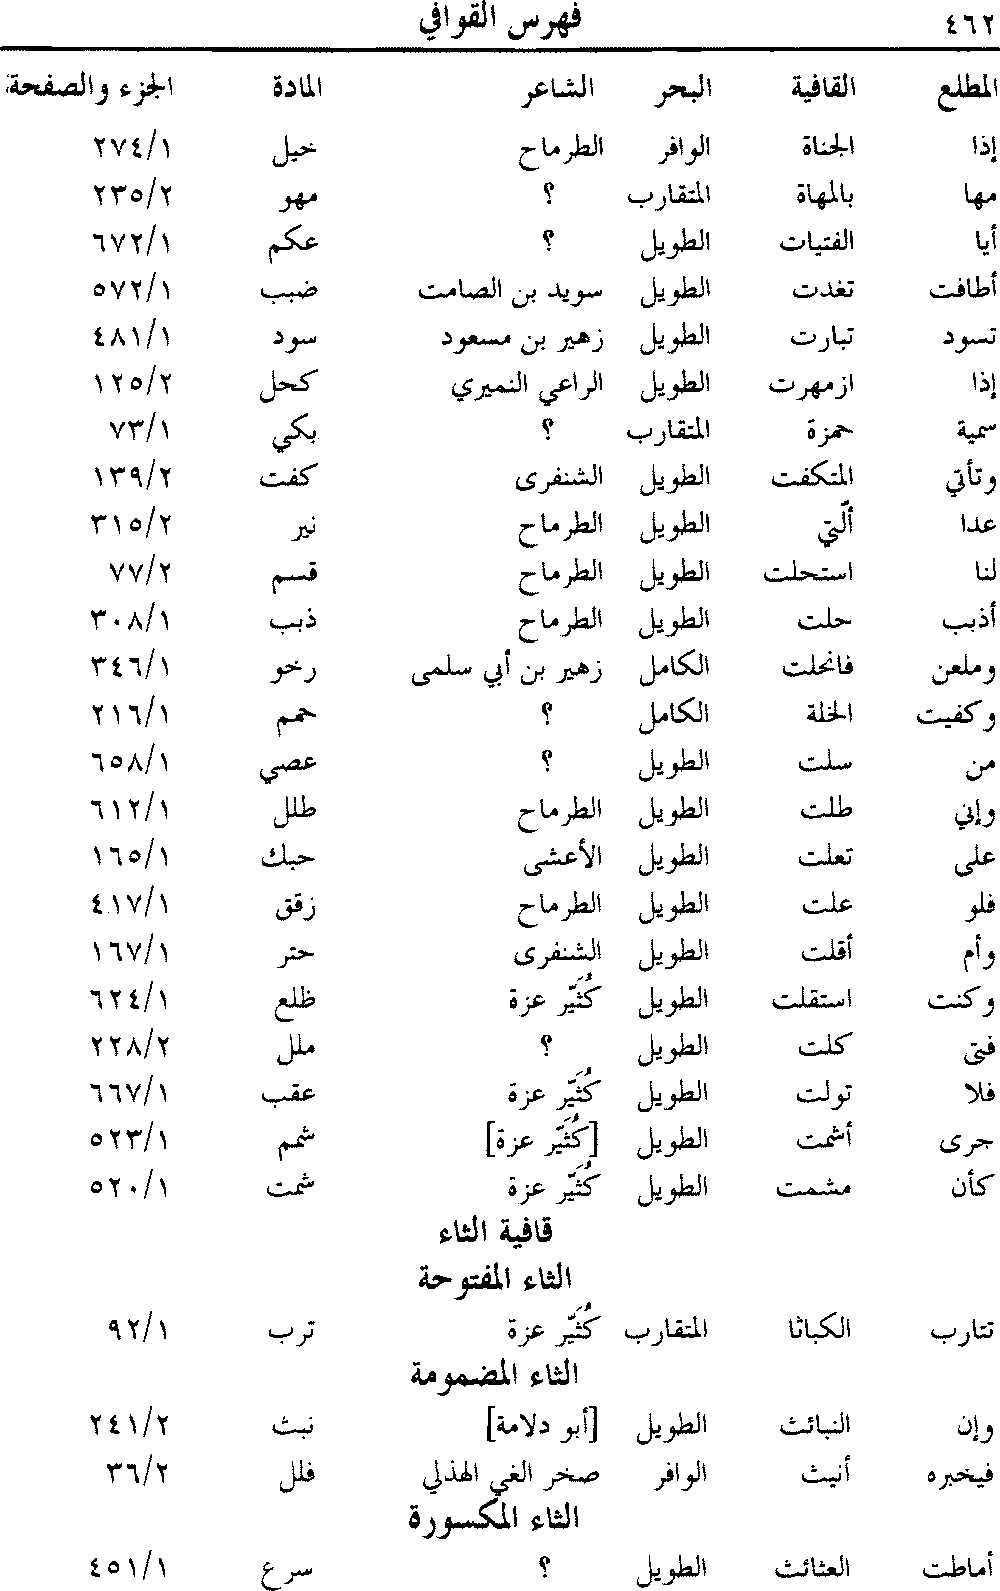 ٤٦٢ فهرس القوافي
المطلع القافية البحر الشاعر المادة الجزء والصفحة
إذا الجناة الوافر الطرماح خيل ٢٧٤/١
مها بالمهاة المتقارب ؟ مهو ٢٣٥/٢
أيا الفتيات الطويل ؟ عكم ٦٧٢/١
أطافت تغدت الطويل سويد بن الصامت ضبب ٥٧٢/١
تسود تبارت الطويل زهير بن مسعود سود ٤٨١/١
إذا ازمهرت الطويل الراعي النميري كحل ١٢٥/٢
سمية حمزة المتقارب ؟ بكي ٧٣/١
وتأتي المتكفت الطويل الشنفرى كفت ١٣٩/٢
عدا ألّتي الطويل الطرماح نير ٣١٥/٢
لنا استحلت الطويل الطرماح قسم ٧٧/٢
أذبب حلت الطويل الطرماح ذبب ٣٠٨/١
وملعن فانحلت الكامل زهير بن أبي سلمى رخو ٣٤٦/١
وكفيت الخلة الكامل ؟ حمم ٢١٦/١
من سلت الطويل ؟ عصي ٦٥٨/١
وإني طلت الطويل الطرماح طلل ٦١٢/١
على تعلت الطويل الأعشى حبك ١٦٥/١
فلو علت الطويل الطرماح زقق ٤١٧/١
وأم أقلت الطويل الشنفرى حتر ١٦٧/١
وكنت استقلت الطويل كُثَيّر عزة ظلع ٦٢٤/١
فتى كلت الطويل ؟ ملل ٢٢٨/٢
فلا تولت الطويل كُثَيّر عزة عقب ٦٦٧/١
جرى أشمت الطويل [كُثَيّر عزة] شمم ٥٢٣/١
كأن مشمت الطويل كُثَيّر عزة شمت ٥٢٠/١
قافية الثاء
الثاء المفتوحة
تتارب الكباثا المتقارب كُثَيّر عزة ترب ٩٢/١
الثاء المضمومة
وإن النبائث الطويل [أبو دلامة] نبث ٢٤١/٢
فيخبره أنيث الوافر صخر الغي الهذلي فلل ٣٦/٢
الثاء المكسورة
أماطت العثائث الطويل ؟ سرع ٤٥١/١